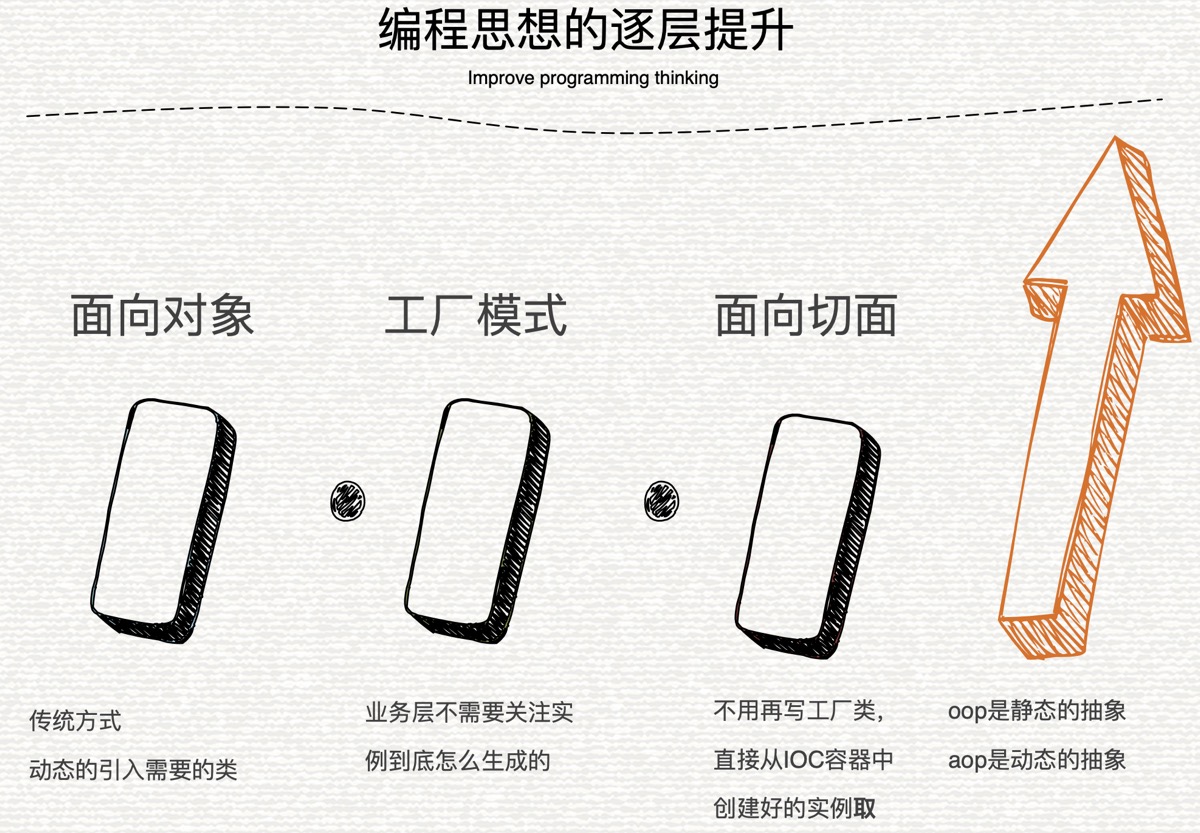 编程思想的逐层提升
Improve programming thinking
面向对象
工厂模式
面向切面
传统方式
动态的引入需要的类
业务层不需要关注实
例到底怎么生成的
不用再写工厂类，
直接从IOC容器中
创建好的实例取
oop是静态的抽象
aop是动态的抽象